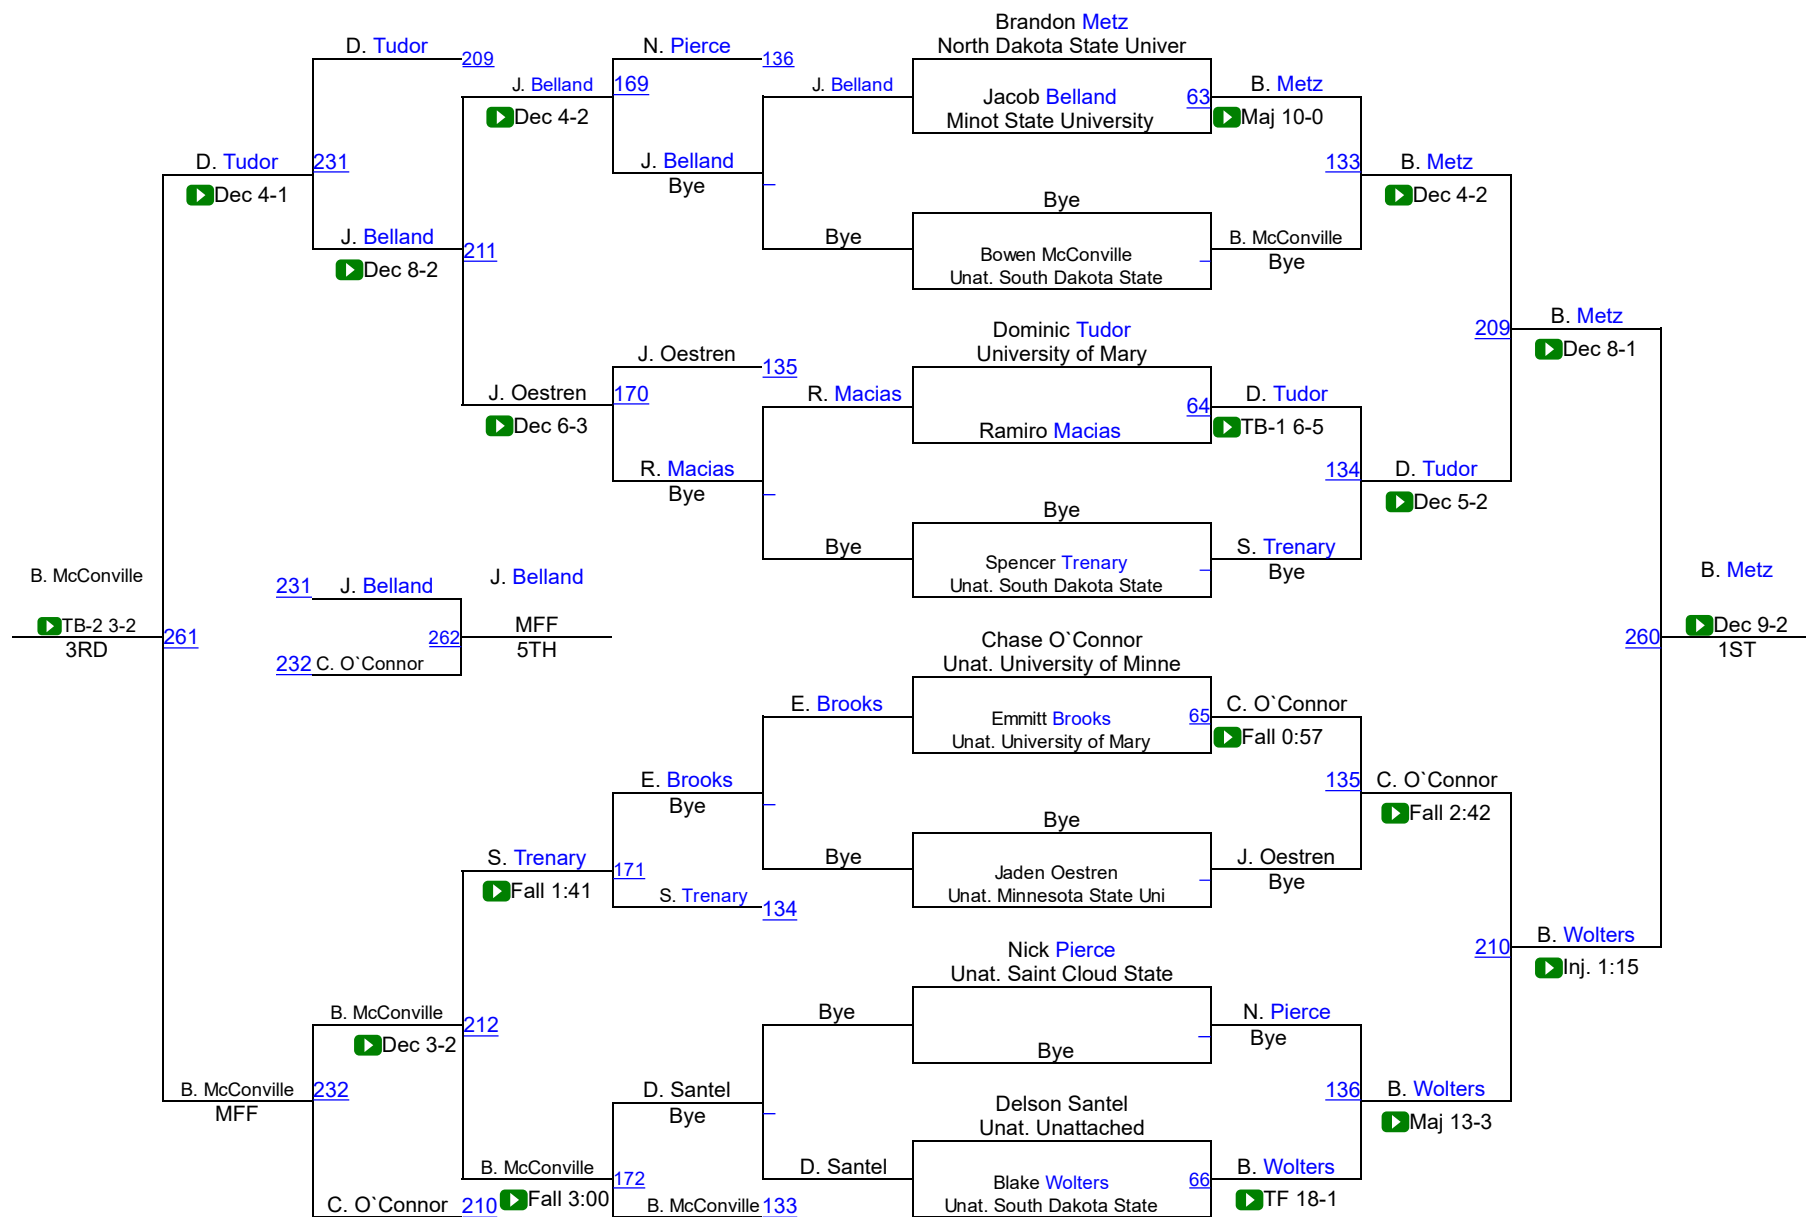 Brandon Metz
D. Tudor
N. Pierce
North Dakota State Univer
209
136
J. Belland
169
J. Belland
B. Metz
Jacob Belland
63
Dec 4-2
Minot State University
Maj 10-0
D. Tudor
231
J. Belland
133
B. Metz
Bye
Dec 4-1
Dec 4-2
Bye
J. Belland
Bye
B. McConville
211
Bowen McConville
Dec 8-2
Unat. South Dakota State
Bye
Dominic Tudor
209
B. Metz
J. Oestren
University of Mary
Dec 8-1
135
J. Oestren
170
R. Macias
D. Tudor
64
Dec 6-3
Ramiro Macias
TB-1 6-5
R. Macias
134
D. Tudor
Bye
Dec 5-2
Bye
Bye
S. Trenary
Spencer Trenary
B. McConville
J. Belland
B. Metz
231
J. Belland
Unat. South Dakota State
Bye
TB-2 3-2
MFF
Dec 9-2
261
262
Chase O`Connor
260
3RD
5TH
1ST
232
C. O`Connor
Unat. University of Minne
E. Brooks
C. O`Connor
Emmitt Brooks
65
Unat. University of Mary
Fall 0:57
E. Brooks
135
C. O`Connor
Bye
Fall 2:42
Bye
S. Trenary
Bye
J. Oestren
171
Jaden Oestren
Fall 1:41
Bye
S. Trenary
Unat. Minnesota State Uni
134
Nick Pierce
210
B. Wolters
Unat. Saint Cloud State
Inj. 1:15
B. McConville
Bye
N. Pierce
212
Dec 3-2
Bye
Bye
B. McConville
232
D. Santel
136
B. Wolters
MFF
Bye
Delson Santel
Maj 13-3
Unat. Unattached
B. McConville
D. Santel
B. Wolters
172
Blake Wolters
66
C. O`Connor
210
Fall 3:00
B. McConville
133
Unat. South Dakota State
TF 18-1